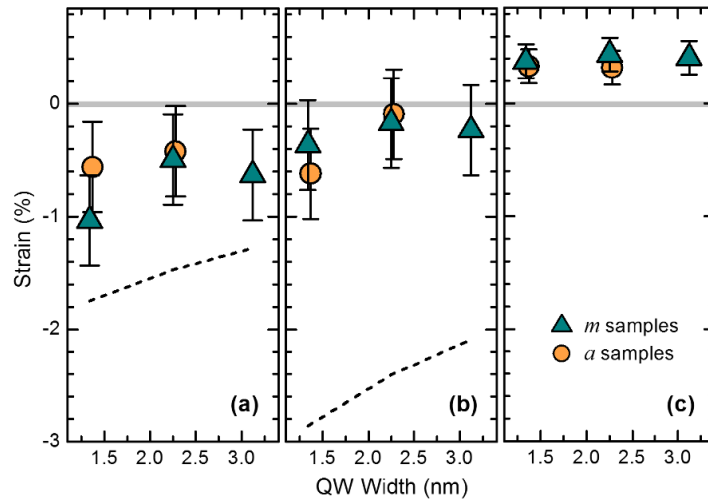 0
-1
-2
-3
Strain (%)
(a)
(b)
(c)
m samples
a samples
1.5 2.0 2.5 3.0
1.5 2.0 2.5 3.0
1.5 2.0 2.5 3.0
QW Width (nm)